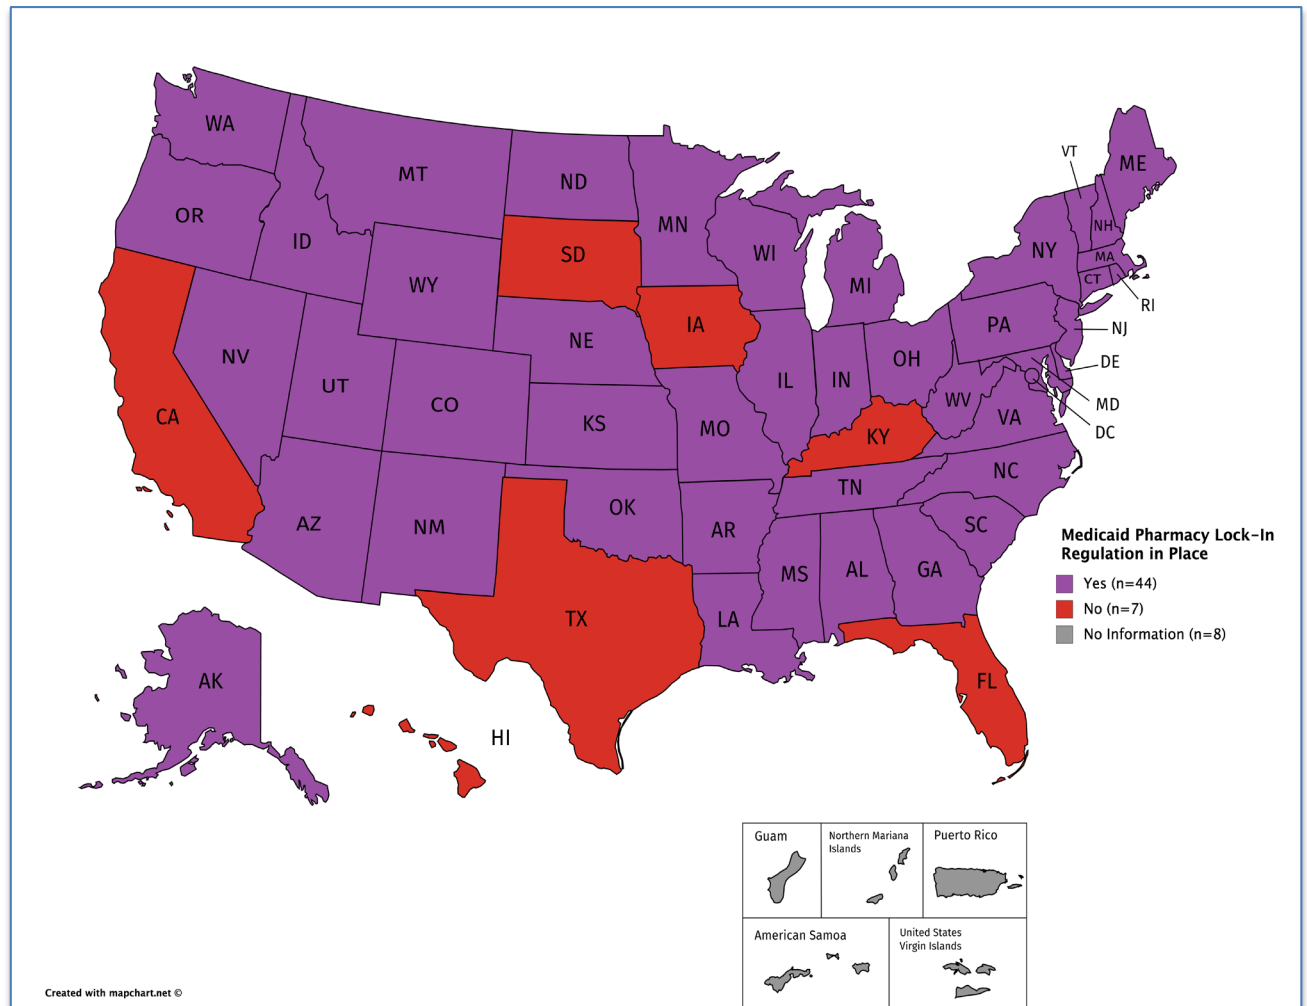 WA
MT
ND
MN
VT
ME
OR
ID
SD
WI
NY
NH
MA
CT
RI
WY
MI
IA
PA
NJ
NV
NE
OH
DE
UT
CO
IL
IN
WV
MD
CA
KS
MO
KY
VA
DC
NC
TN
AZ
NM
OK
AR
SC
MS
AL
GA
TX
LA
FL
AK
HI
Medicaid Pharmacy Lock-In
Regulation in Place
Yes (n=44)
No (n=7)
No Information (n=8)
Guam
Northern Mariana
Islands
Puerto Rico
American Samoa
United States
Virgin Islands
Created with mapchart.net ©